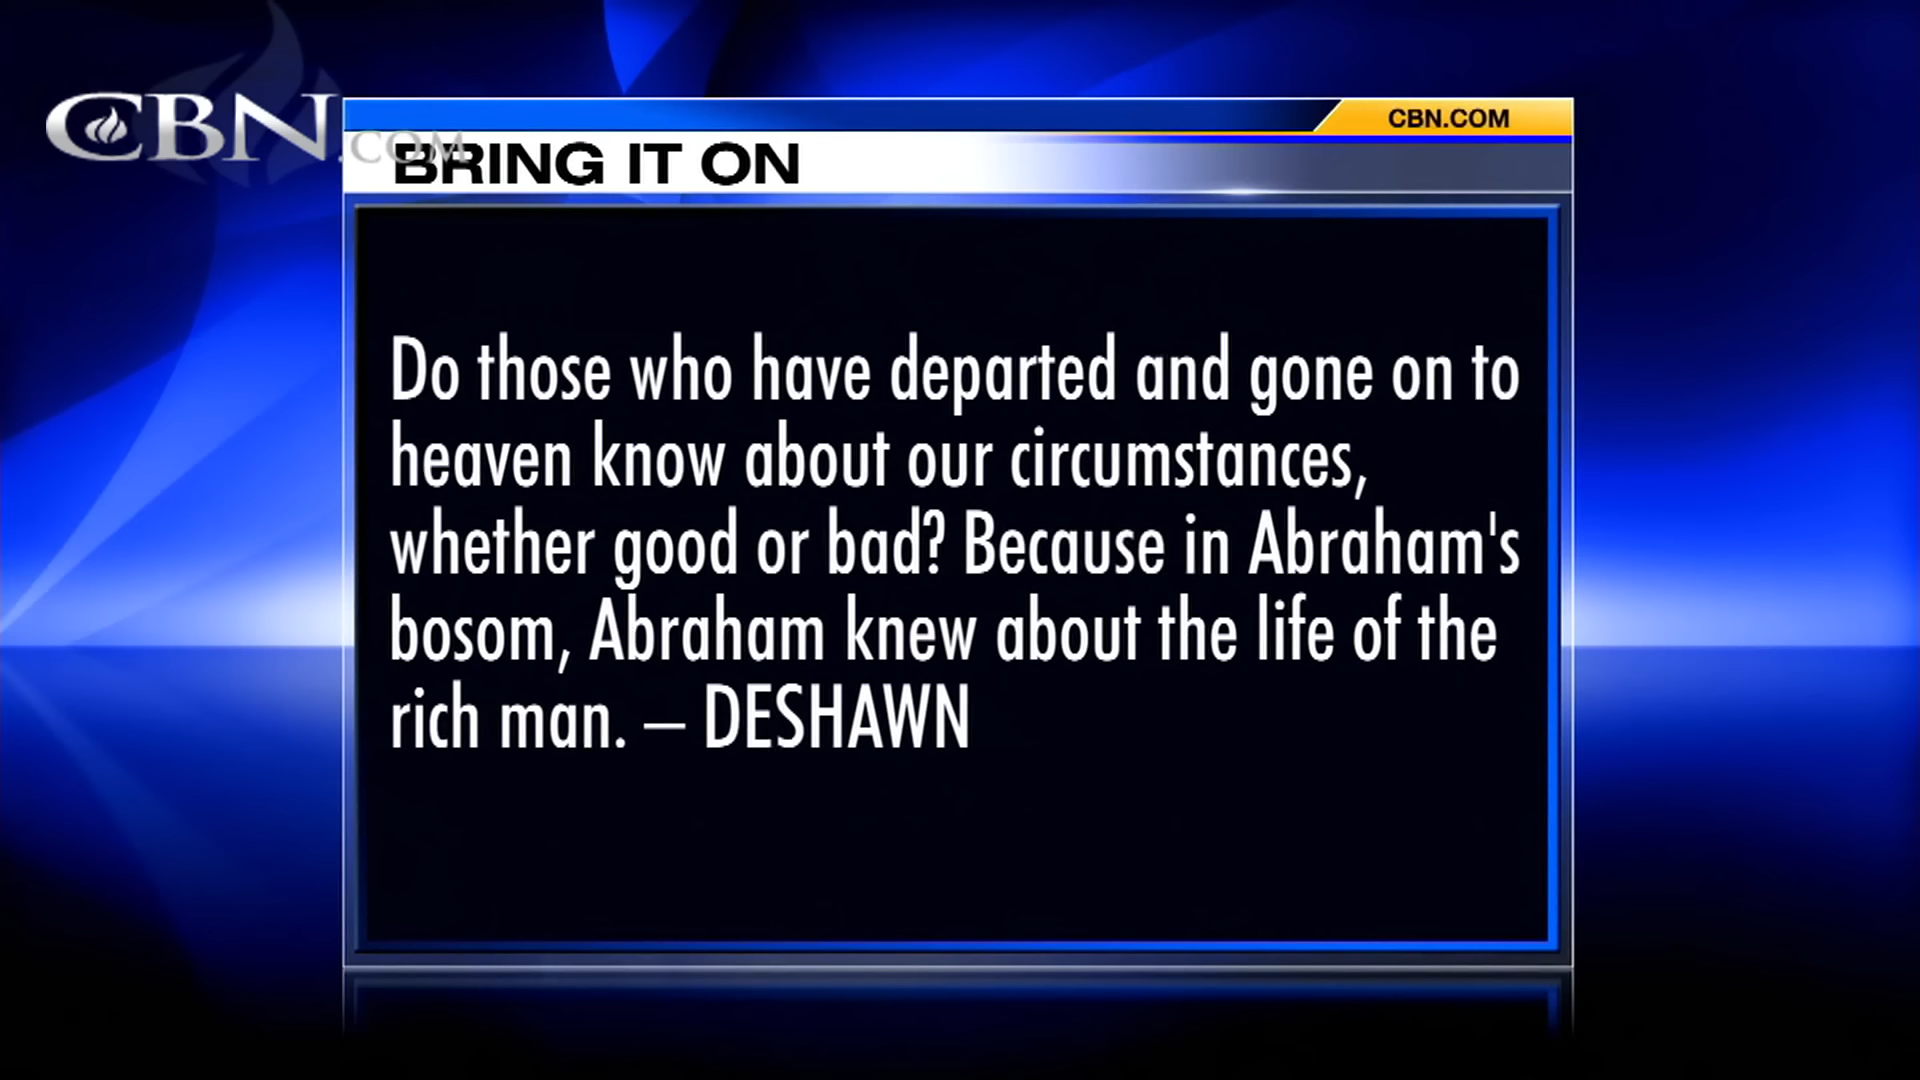 CBN.COM
CBN.COM
BRING IT ON
Do those who have departed and gone on to
heaven know about our circumstances,
whether good or bad? Because in Abraham's
bosom, Abraham knew about the life of the
rich man. – DESHAWN